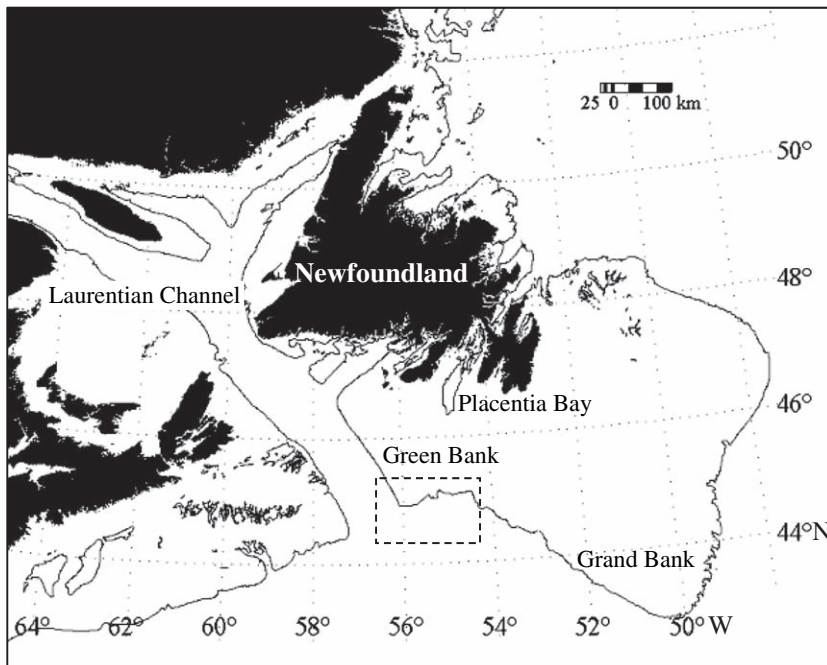 25 0 100 km
50°
Newfoundland
48°
Laurentian Channel
Placentia Bay
46°
Green Bank
44°N
Grand Bank
64° 62° 60° 58° 56° 54° 52° 50°W